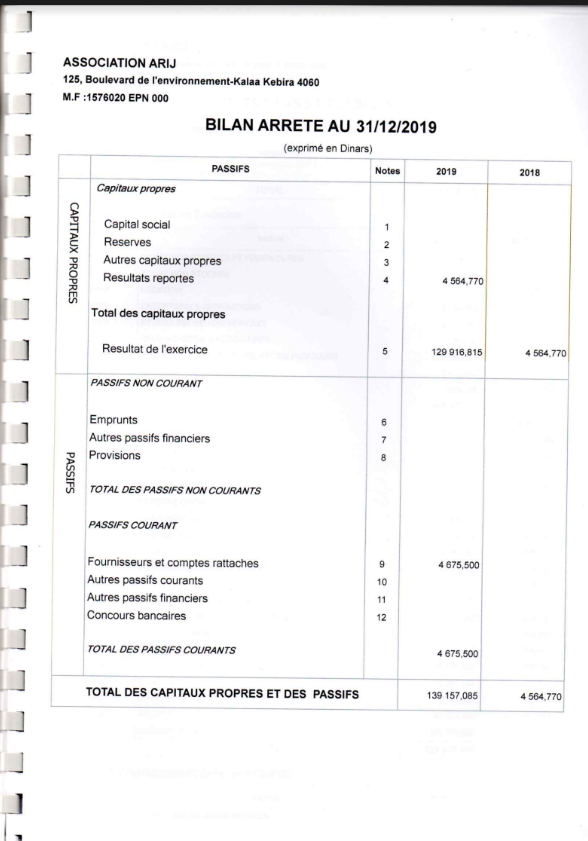 ASSOCIATION ARIJ
125, Boulevard de l'environnement-Kalaa Kebira 4060
M.F :1576020 EPN 000
BILAN ARRETE AU 31/12/2019
(exprimé en Dinars)
PASSIFS Notes 2019 2018
CAPITAUX PROPRES
Capitaux propres
Capital social 1
Reserves 2
Autres capitaux propres 3
Resultats reportes 4 4 564,770
Total des capitaux propres
Resultat de l'exercice 5 129 916,815 4 564,770
PASSIFS
PASSIFS NON COURANT
Emprunts 6
Autres passifs financiers 7
Provisions 8
TOTAL DES PASSIFS NON COURANTS
PASSIFS COURANT
Fournisseurs et comptes rattaches 9 4 675,500
Autres passifs courants 10
Autres passifs financiers 11
Concours bancaires 12
TOTAL DES PASSIFS COURANTS 4 675,500
TOTAL DES CAPITAUX PROPRES ET DES PASSIFS 139 157,085 4 564,770